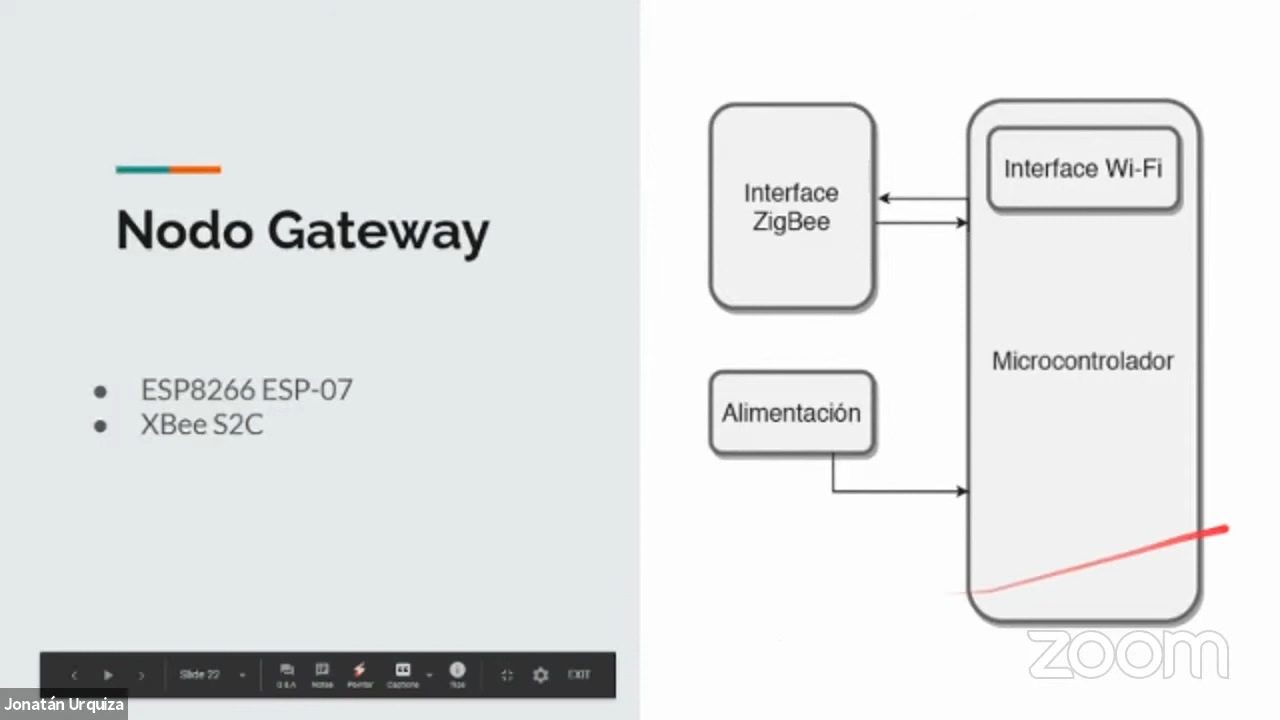 Nodo Gateway
ESP8266 ESP-07
XBee S2C
Interface
ZigBee
Interface Wi-Fi
Microcontrolador
Alimentación
Slide 22
Q&A
Notes
Pointer
Captions
Tips
EXIT
Jonatán Urquiza
zoom